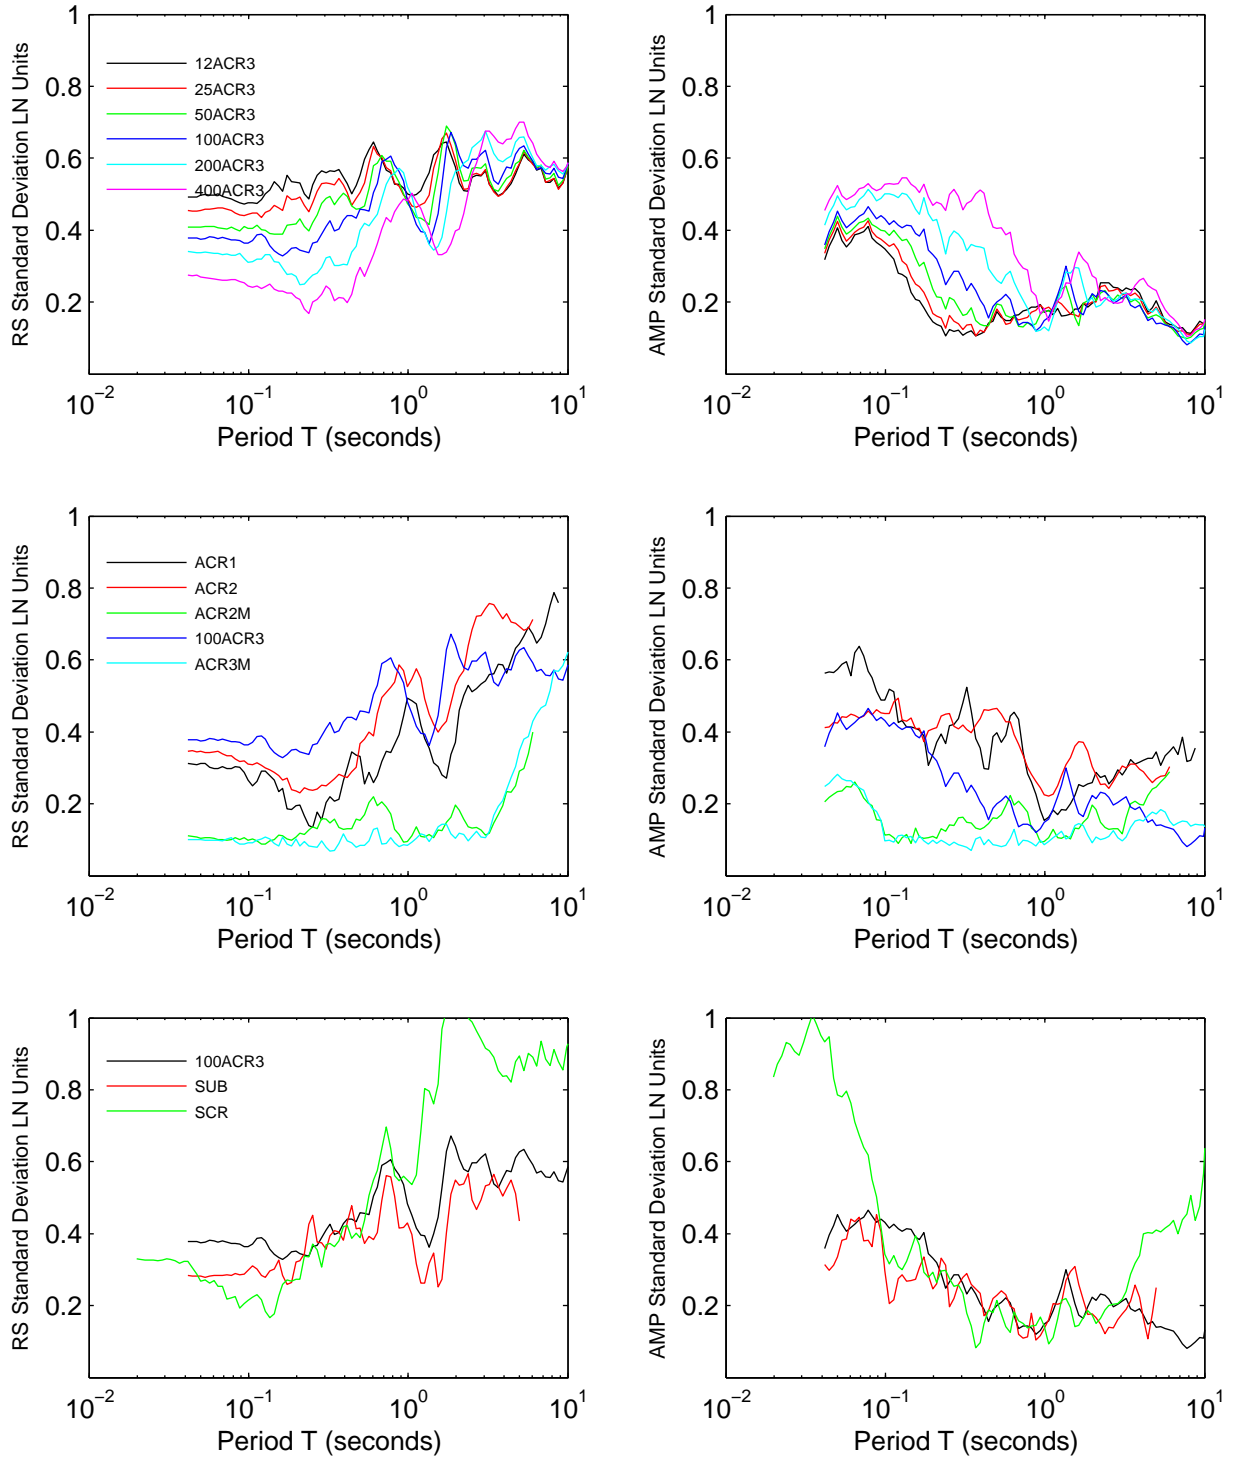 RS Standard Deviation LN Units
1
0.8
0.6
0.4
0.2
12ACR3
25ACR3
50ACR3
100ACR3
200ACR3
400ACR3
10−2
10−1
100
101
Period T (seconds)
AMP Standard Deviation LN Units
1
0.8
0.6
0.4
0.2
10−2
10−1
100
101
Period T (seconds)
RS Standard Deviation LN Units
1
0.8
0.6
0.4
0.2
ACR1
ACR2
ACR2M
100ACR3
ACR3M
10−2
10−1
100
101
Period T (seconds)
AMP Standard Deviation LN Units
1
0.8
0.6
0.4
0.2
10−2
10−1
100
101
Period T (seconds)
RS Standard Deviation LN Units
1
0.8
0.6
0.4
0.2
100ACR3
SUB
SCR
10−2
10−1
100
101
Period T (seconds)
AMP Standard Deviation LN Units
1
0.8
0.6
0.4
0.2
10−2
10−1
100
101
Period T (seconds)